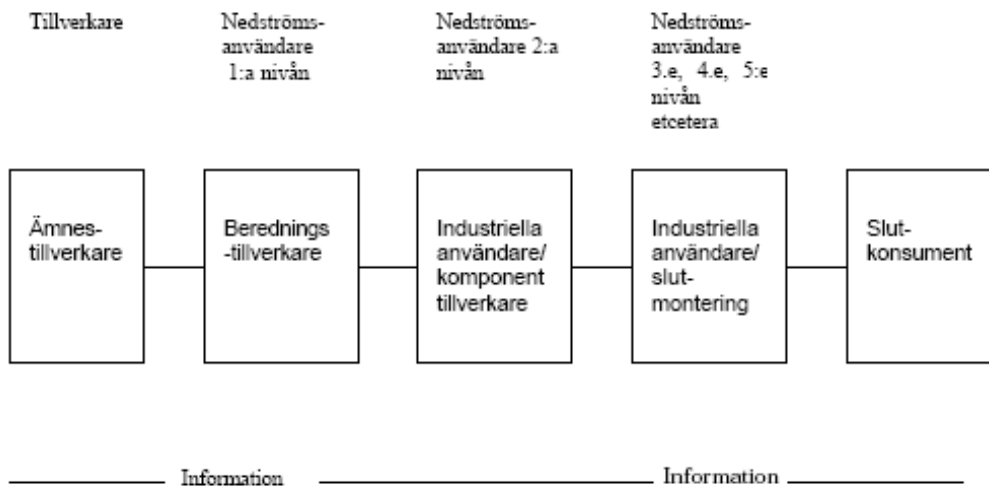 Tillverkare
Nedströms-
användare
1:a nivån
Nedströms-
användare 2:a
nivån
Nedströms-
användare
3.e, 4.e, 5:e
nivån
etcetera
Ämnes-
tillverkare
Berednings
-tillverkare
Industriella
användare/
komponent
tillverkare
Industriella
användare/
slut-
montering
Slut-
konsument
Information
Information